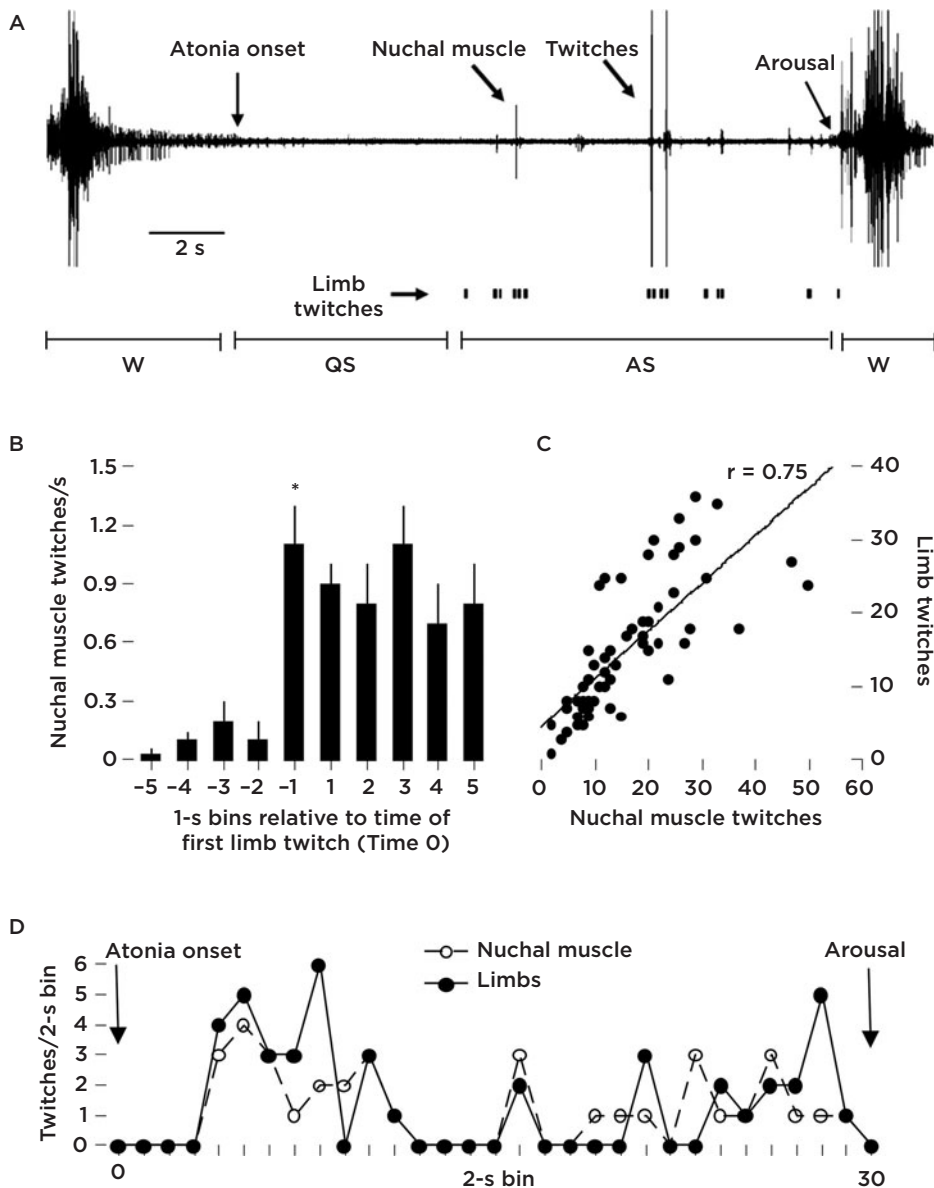 A
Atonia onset
Nuchal muscle
Twitches
Arousal
2 s
Limb
twitches
W
QS
AS
W
B
Nuchal muscle twitches/s
1.5
1.2
0.9
0.6
0.3
0
*
−5
−4
−3
−2
−1
1
2
3
4
5
1-s bins relative to time of
first limb twitch (Time 0)
C
r = 0.75
40
30
20
10
0
Limb twitches
0
10
20
30
40
50
60
Nuchal muscle twitches
D
Atonia onset
Nuchal muscle
Limbs
Arousal
Twitches/2-s bin
6
5
4
3
2
1
0
0
2-s bin
30